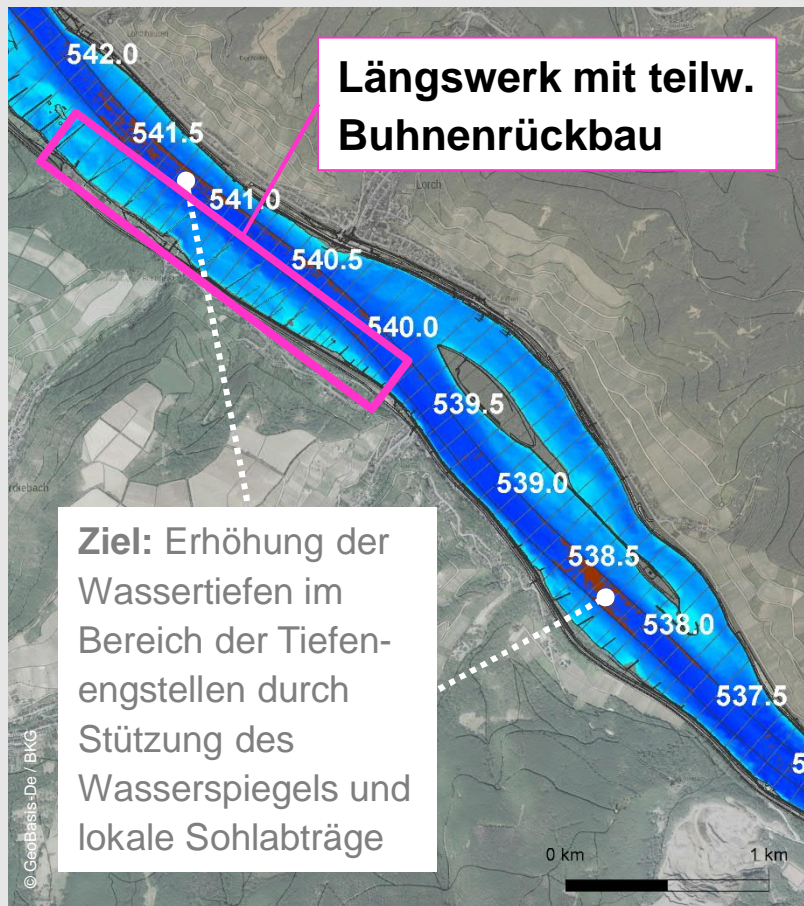 542.0
Längswerk mit teilw.
Buhnenrückbau
541.5
Lorch
541.0
540.5
540.0
539.5
539.0
538.5
538.0
537.5
Ziel: Erhöhung der
Wassertiefen im
Bereich der Tiefen-
engstellen durch
Stützung des
Wasserspiegels und
lokale Sohlabträge
0 km
1 km
© GeoBasis-De / BKG